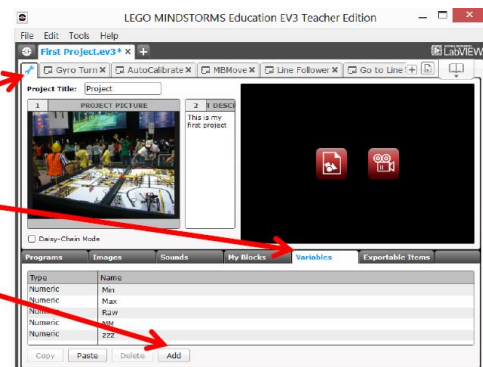 LEGO MINDSTORMS Education EV3 Teacher Edition
File Edit Tools Help
First Project.ev3* × +
LabVIEW
Gyro Turn × AutoCalibrate × MBMove × Line Follower × Go to Line
Project Title: Project
1 PROJECT PICTURE
2 T DESCI
This is my
first project
Daisy-Chain Mode
Programs Images Sounds My Blocks Variables Exportable Items
Type Name
Numeric Min
Numeric Max
Numeric Raw
Numeric
Numeric zzz
Copy Paste Delete Add